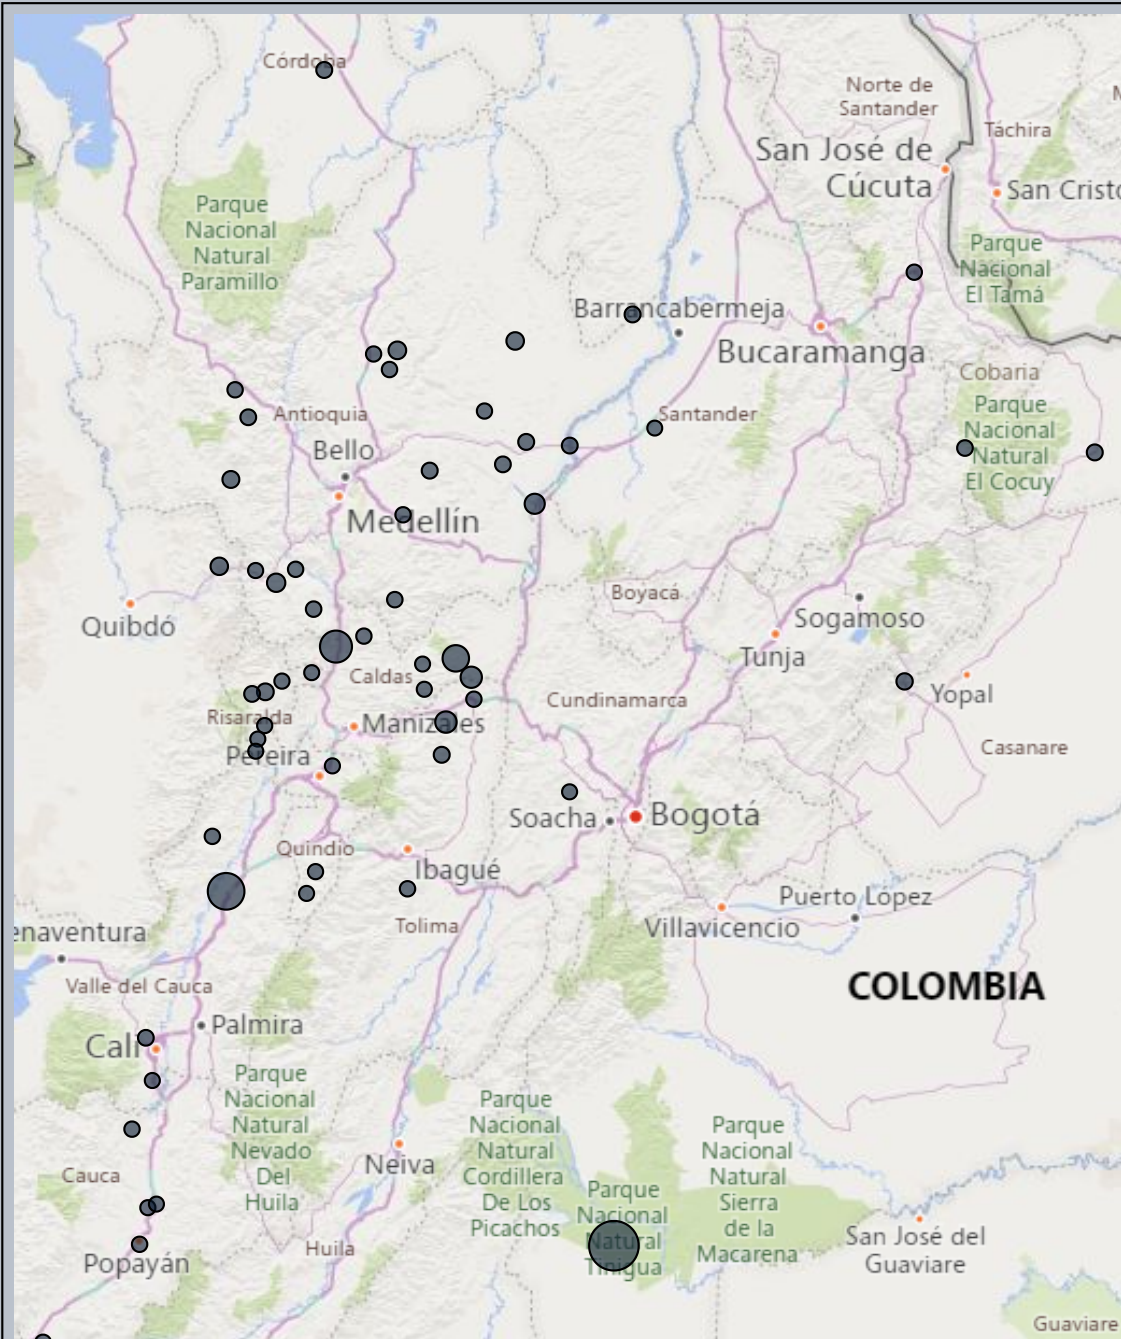 Córdoba
Norte de
Santander
Táchira
M
San José de
Cúcuta
San Cristo
Parque
Nacional
Natural
Paramillo
Parque
Nacional
El Tamá
Barrancabermeja
Bucaramanga
Cobaria
Antioquia
Santander
Parque
Nacional
Natural
El Cocuy
Bello
Medellín
Boyacá
Sogamoso
Quibdó
Tunja
Caldas
Yopal
Cundinamarca
Risaralda
Manizales
Casanare
Pereira
Soacha
Bogotá
Quindio
Ibagué
Puerto López
Tolima
Villavicencio
enaventura
Valle del Cauca
COLOMBIA
Palmira
Cali
Parque
Nacional
Natural
Nevado
Del
Huila
Parque
Nacional
Natural
Cordillera
De Los
Picachos
Parque
Nacional
Natural
Sierra
de la
Macarena
Neiva
Cauca
Parque
Nacional
Natural
Tinigua
San José del
Guaviare
Huila
Popayán
Guaviare